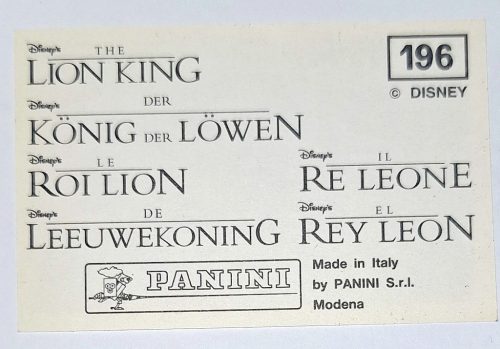 Disney's THE
LION KING
196
© DISNEY
Disney's DER
KÖNIG DER LÖWEN
Disney's LE
ROI LION
Disney's IL
RE LEONE
Disney's DE
LEEUWEKONING
Disney's EL
REY LEON
PANINI
Made in Italy
by PANINI S.r.l.
Modena